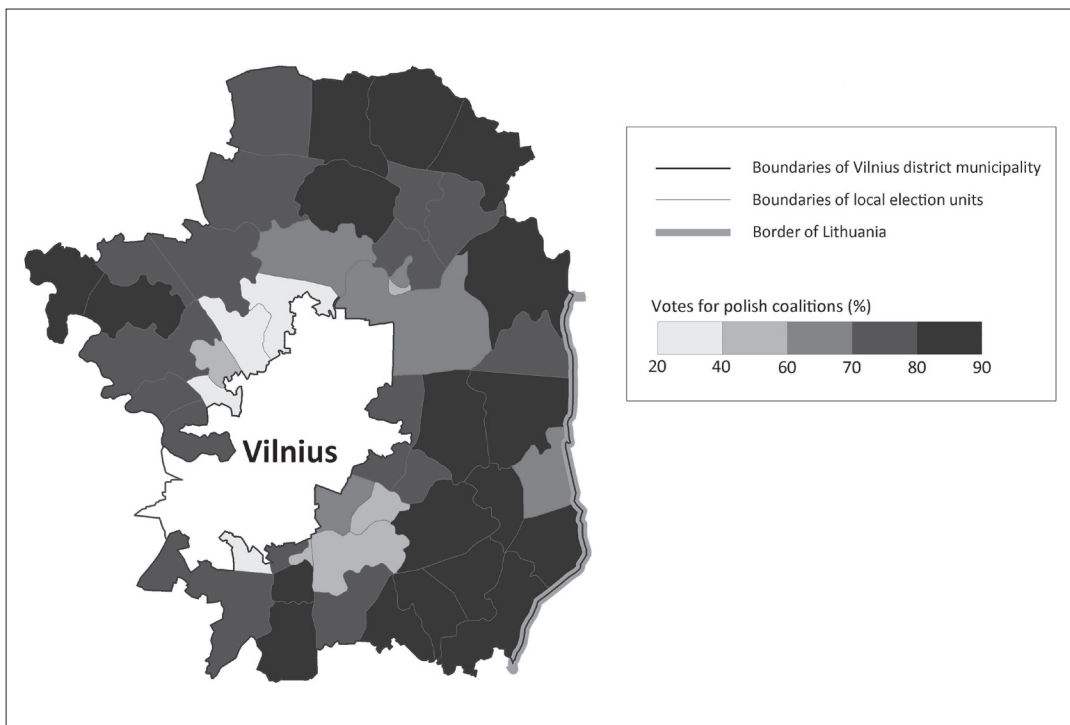 Boundaries of Vilnius district municipality
Boundaries of local election units
Border of Lithuania
Votes for polish coalitions (%)
20 40 60 70 80 90
Vilnius